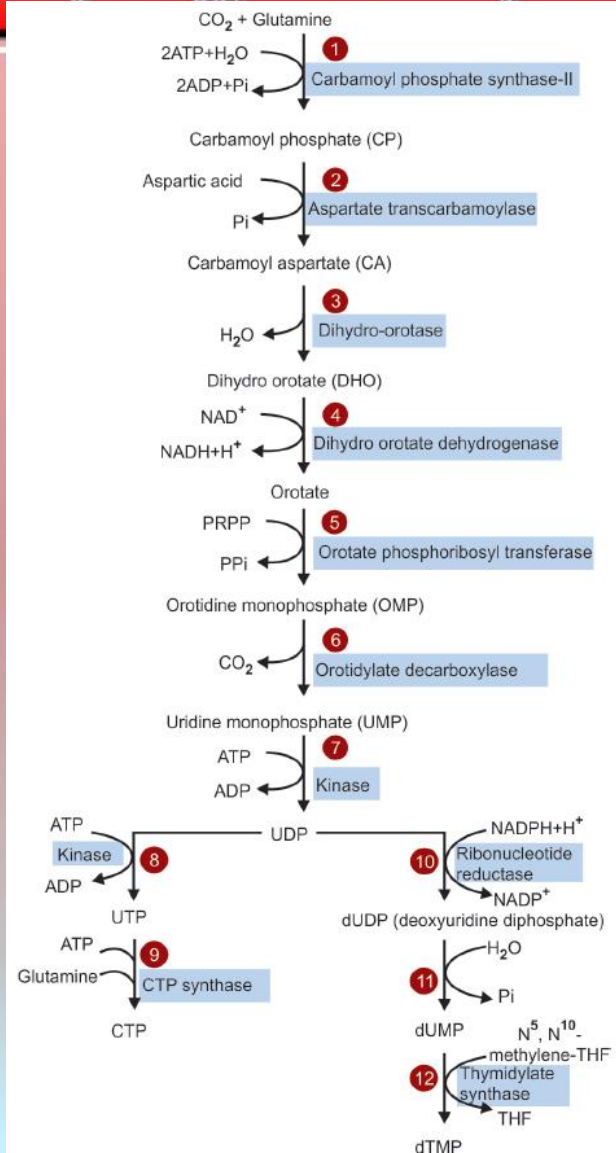 CO2 + Glutamine
2ATP+H2O
1
Carbamoyl phosphate synthase-II
2ADP+Pi
Carbamoyl phosphate (CP)
Aspartic acid
2
Aspartate transcarbamoylase
Pi
Carbamoyl aspartate (CA)
3
Dihydro-orotase
H2O
Dihydro orotate (DHO)
NAD+
4
Dihydro orotate dehydrogenase
NADH+H+
Orotate
PRPP
5
Orotate phosphoribosyl transferase
PPi
Orotidine monophosphate (OMP)
6
Orotidylate decarboxylase
CO2
Uridine monophosphate (UMP)
7
ATP
Kinase
ADP
UDP
ATP
Kinase
8
ADP
UTP
ATP
9
Glutamine
CTP synthase
CTP
NADPH+H+
10
Ribonucleotide
reductase
NADP+
dUDP (deoxyuridine diphosphate)
H2O
11
Pi
dUMP
N5, N10-
methylene-THF
12
Thymidylate
synthase
THF
dTMP